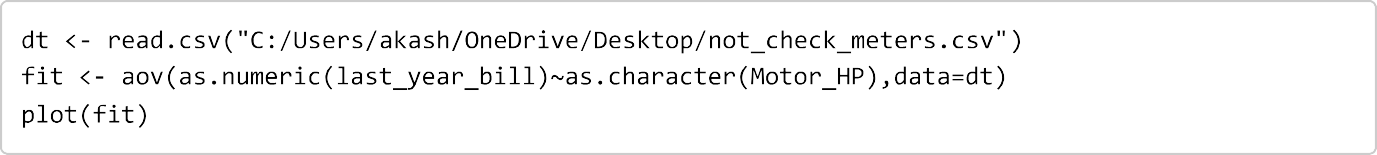 dt <- read.csv("C:/Users/akash/OneDrive/Desktop/not_check_meters.csv")
fit <- aov(as.numeric(last_year_bill)~as.character(Motor_HP),data=dt)
plot(fit)